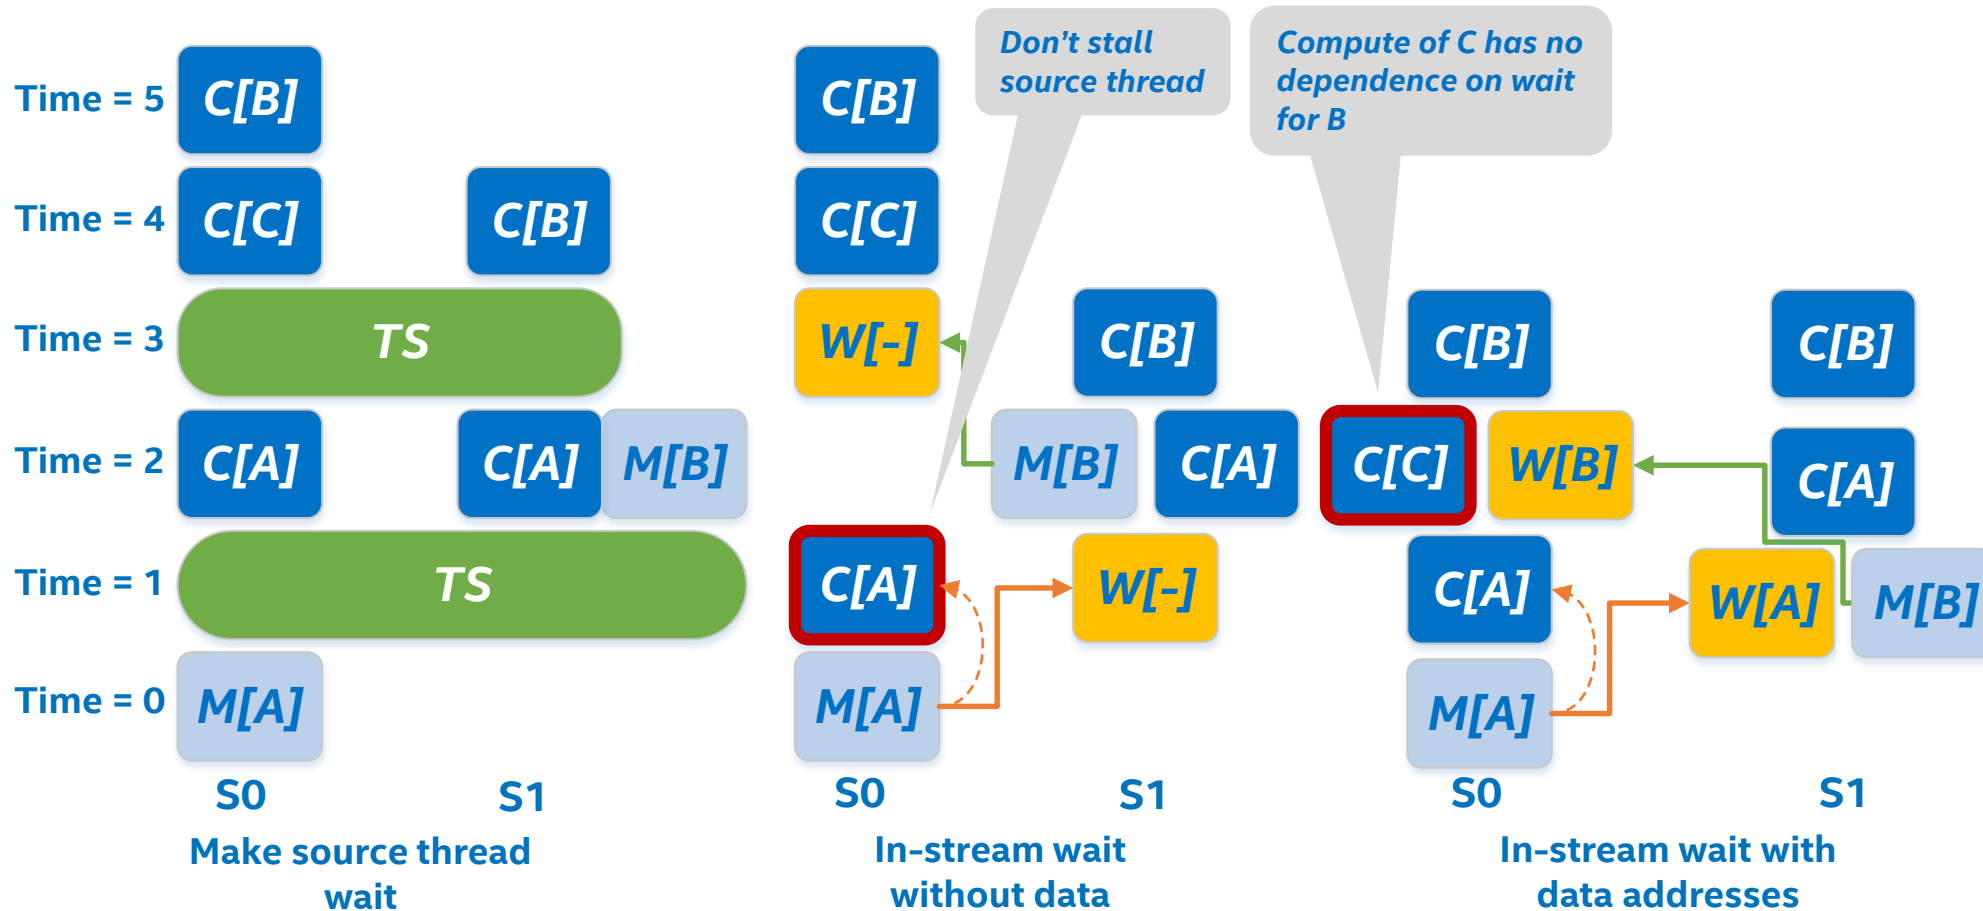 Don't stall
source thread
Compute of C has no
dependence on wait
for B
Time = 5
C[B]
C[B]
Time = 4
C[C]
C[B]
C[C]
Time = 3
TS
W[-]
C[B]
C[B]
C[B]
Time = 2
C[A]
C[A]
M[B]
M[B]
C[A]
C[C]
W[B]
C[A]
Time = 1
TS
C[A]
W[-]
C[A]
W[A]
M[B]
Time = 0
M[A]
M[A]
M[A]
S0
S1
S0
S1
S0
S1
Make source thread
wait
In-stream wait
without data
In-stream wait with
data addresses